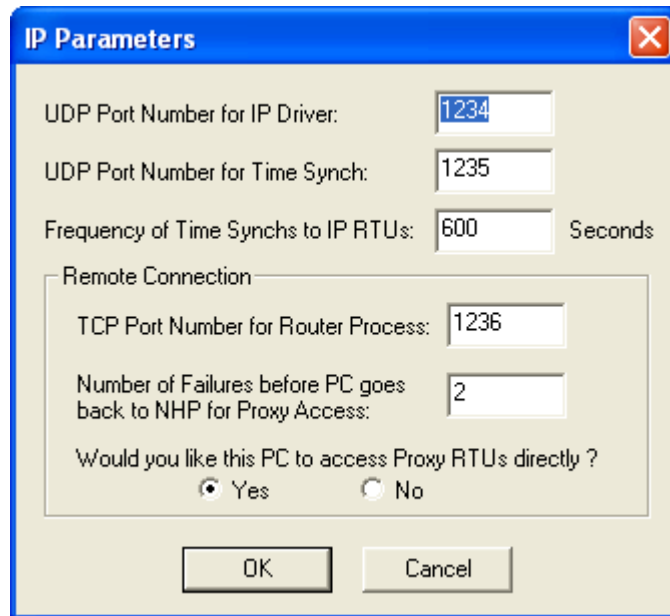 IP Parameters
UDP Port Number for IP Driver: 1234
UDP Port Number for Time Synch: 1235
Frequency of Time Synchs to IP RTUs: 600 Seconds
Remote Connection
TCP Port Number for Router Process: 1236
Number of Failures before PC goes
back to NHP for Proxy Access: 2
Would you like this PC to access Proxy RTUs directly ?
Yes No
OK Cancel